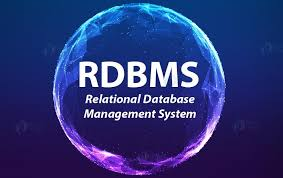 RDBMS
Relational Database
Management System